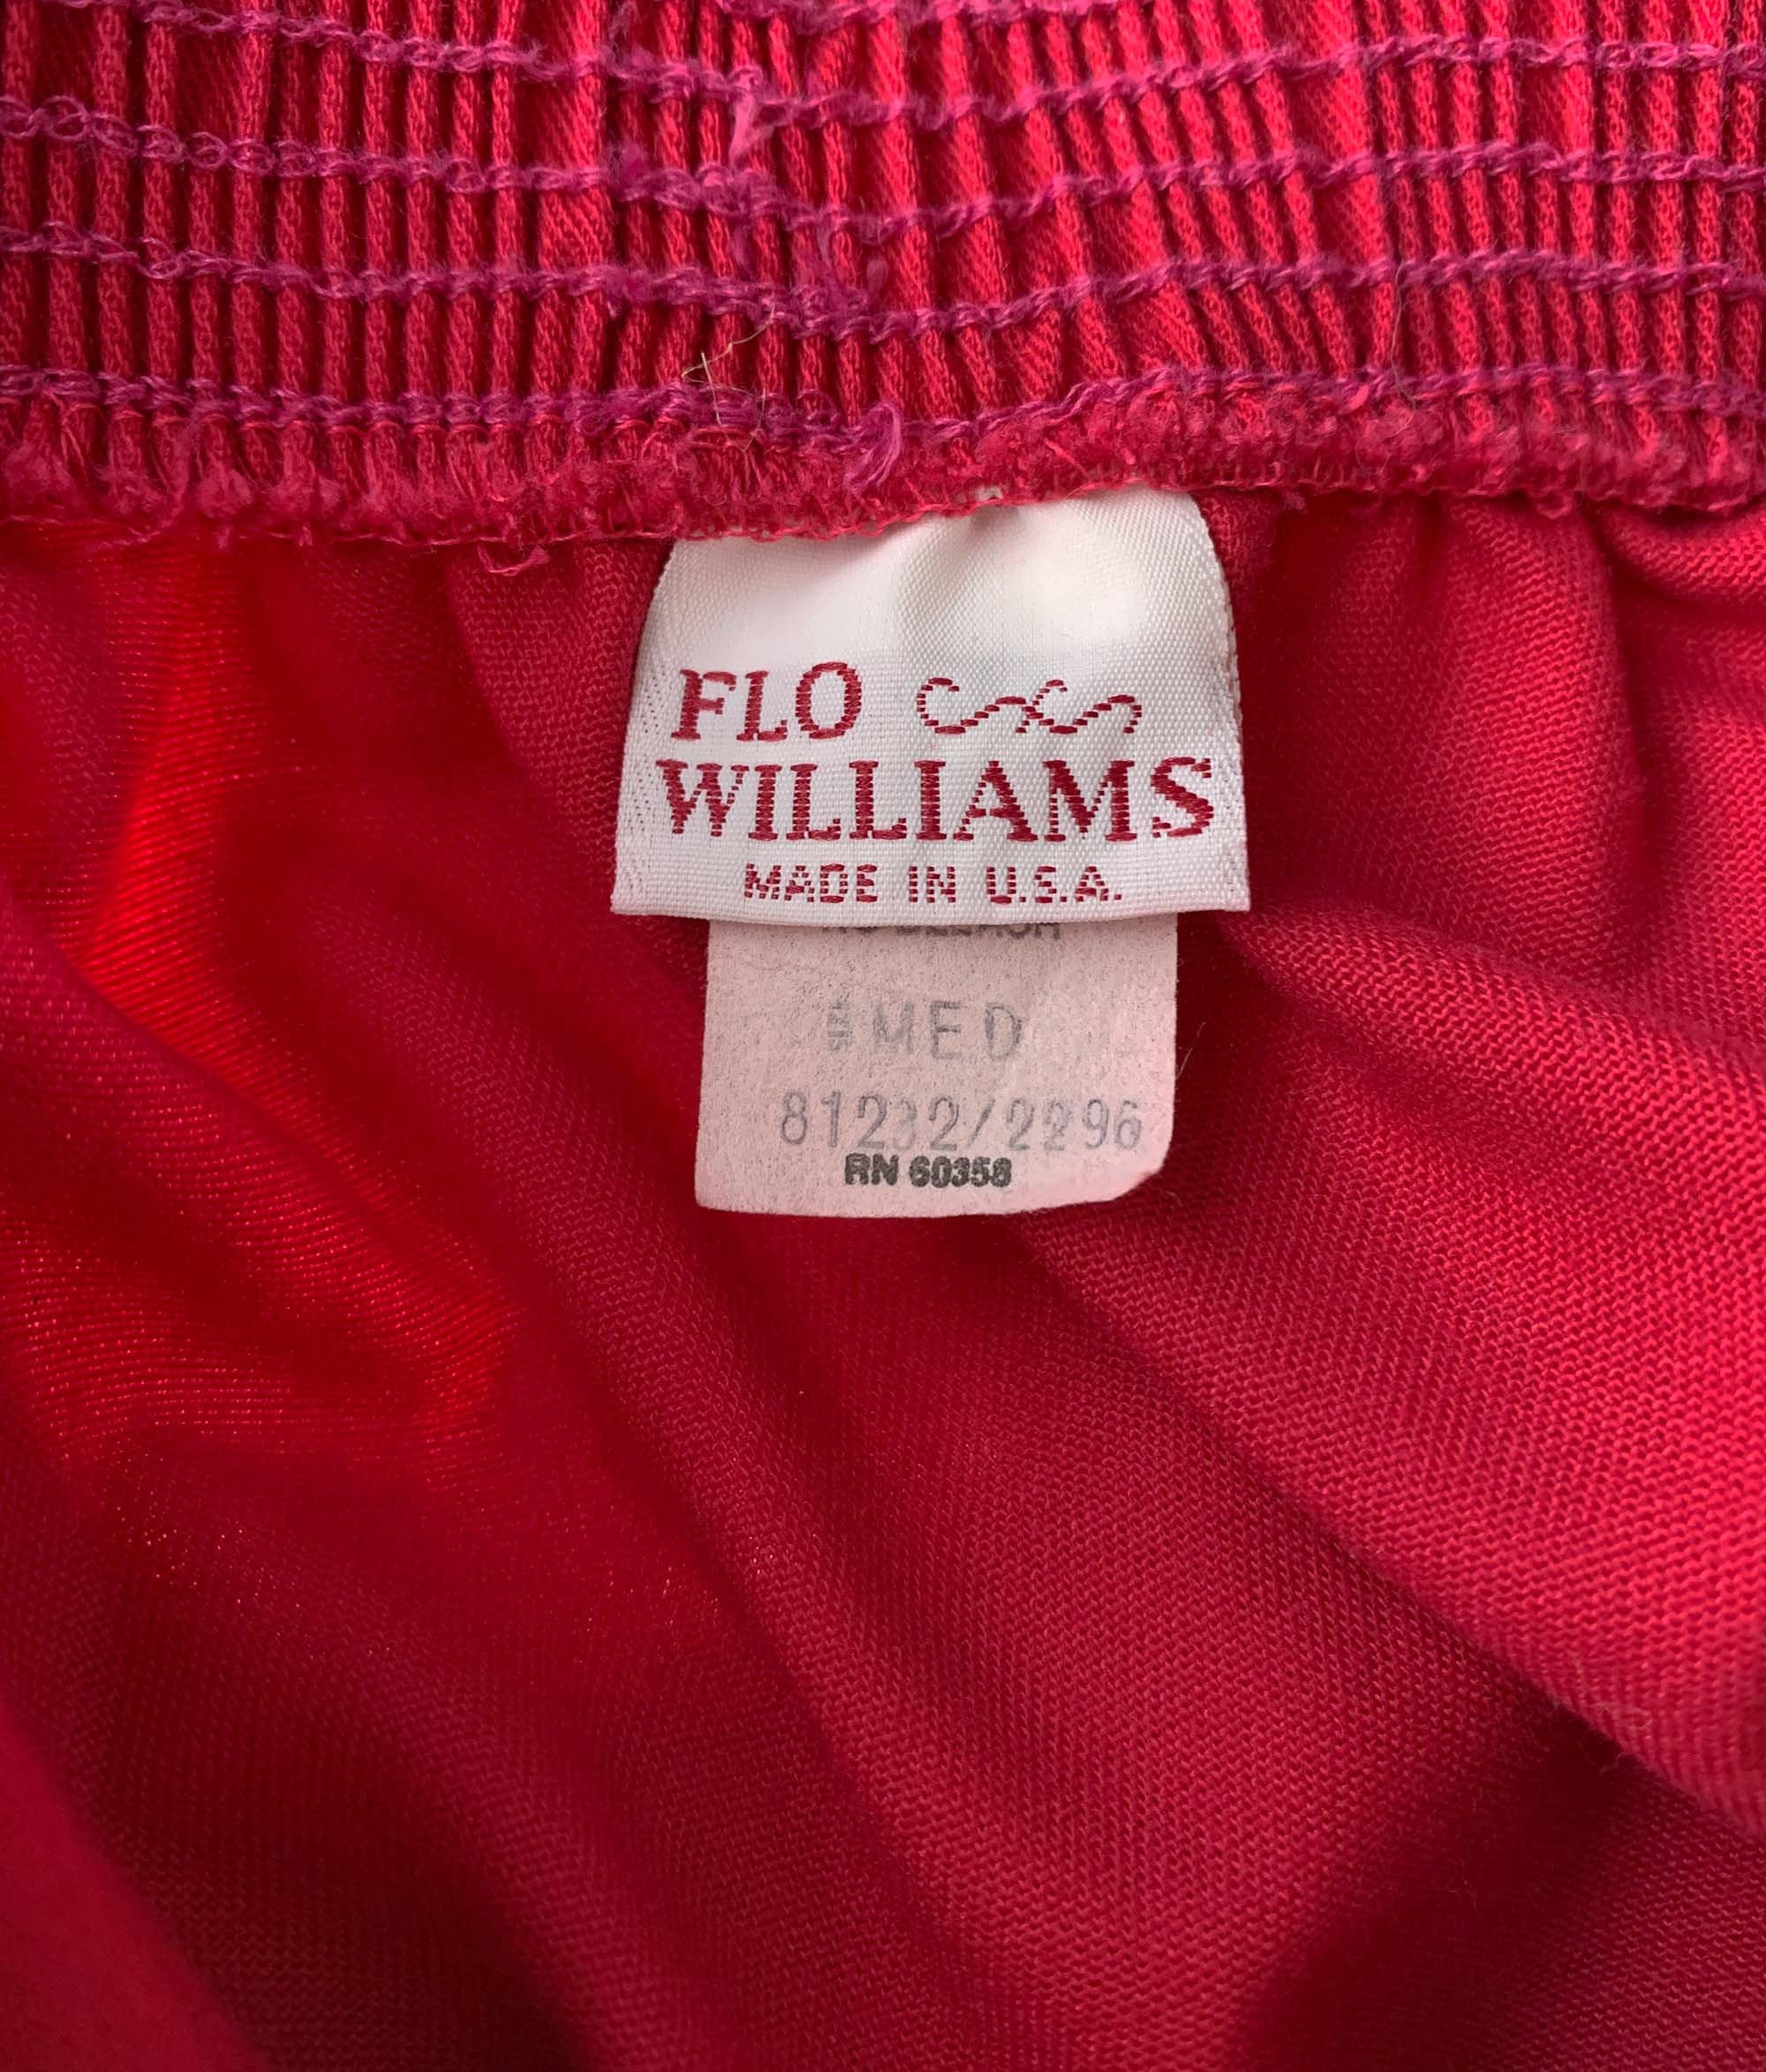 FLO
WILLIAMS
MADE IN U.S.A.
MED
81232/2296
RN 60358